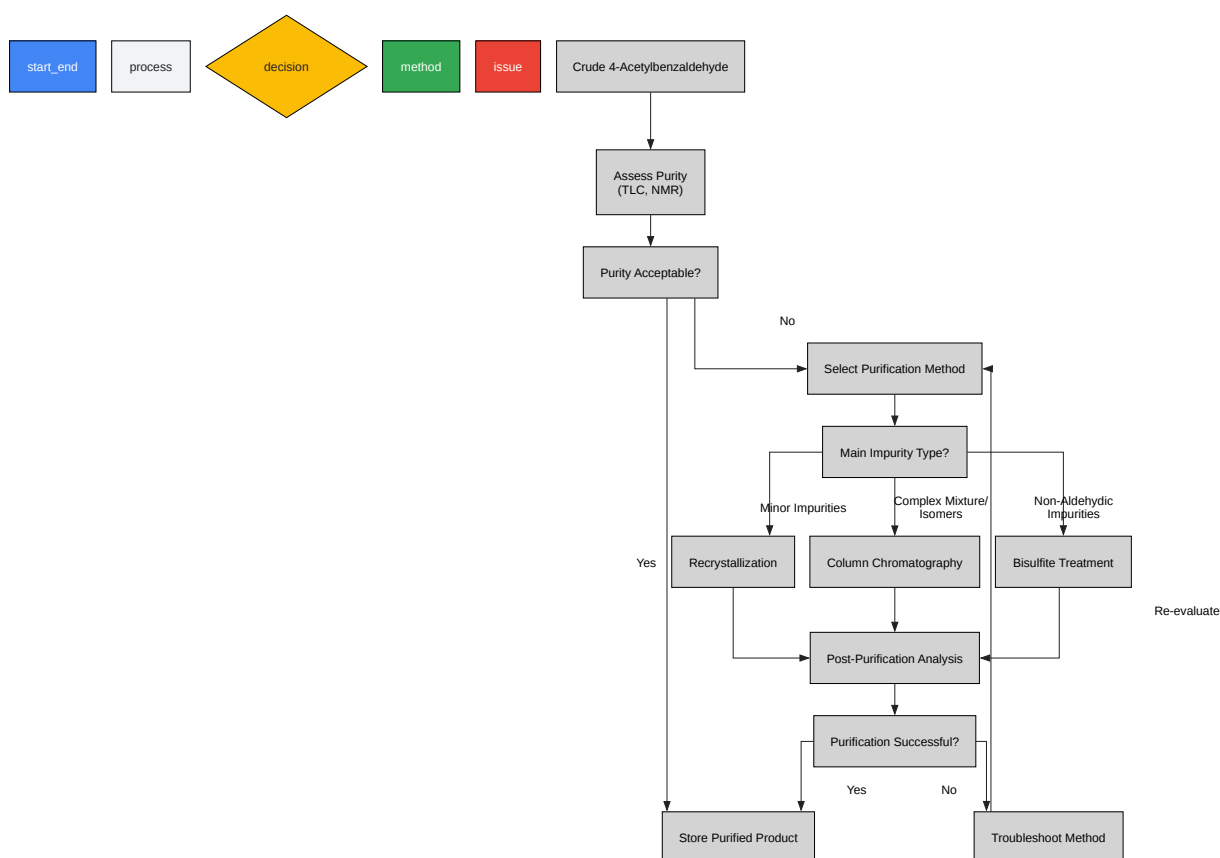 start_end
process
decision
method
issue
Crude 4-Acetylbenzaldehyde
Assess Purity
(TLC, NMR)
Purity Acceptable?
No
Select Purification Method
Main Impurity Type?
Minor Impurities
Complex Mixture/
Isomers
Non-Aldehydic
Impurities
Yes
Recrystallization
Column Chromatography
Bisulfite Treatment
Re-evaluate
Post-Purification Analysis
Purification Successful?
Yes
No
Store Purified Product
Troubleshoot Method